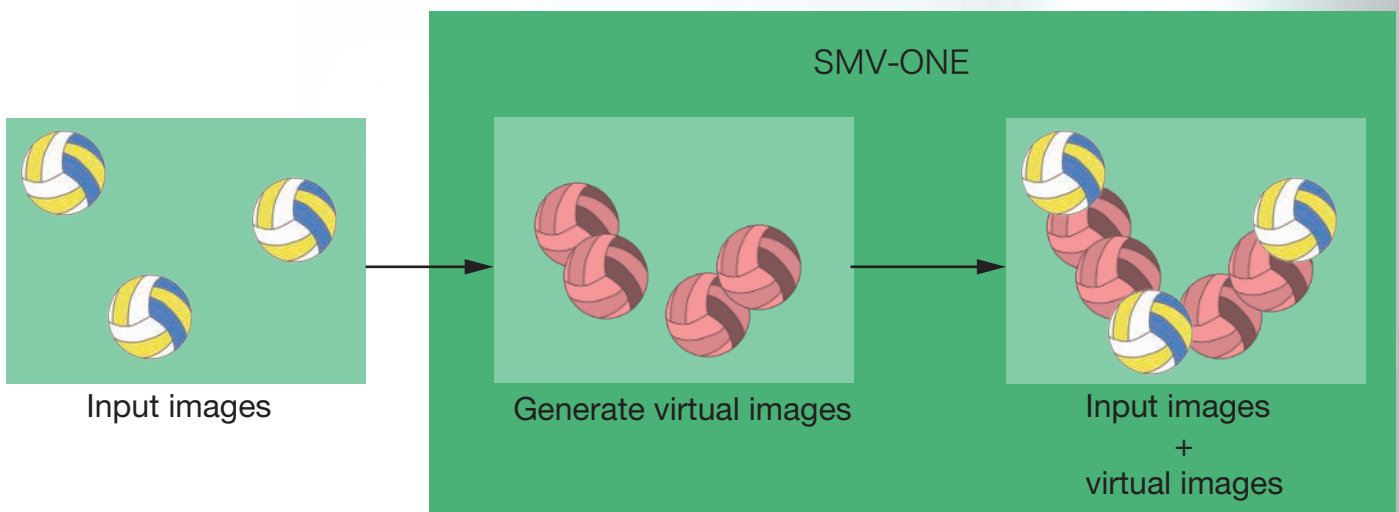 SMV-ONE
Input images
Generate virtual images
Input images
+
virtual images